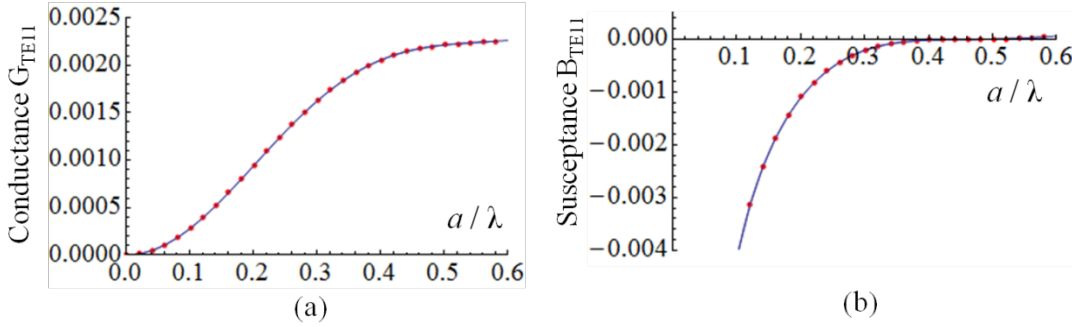 Conductance G_TE11
0.0025
0.0020
0.0015
0.0010
0.0005
0.0000
0.0 0.1 0.2 0.3 0.4 0.5 0.6
a / λ
(a)
Susceptance B_TE11
0.000
−0.001
−0.002
−0.003
−0.004
0.1 0.2 0.3 0.4 0.5 0.6
a / λ
(b)